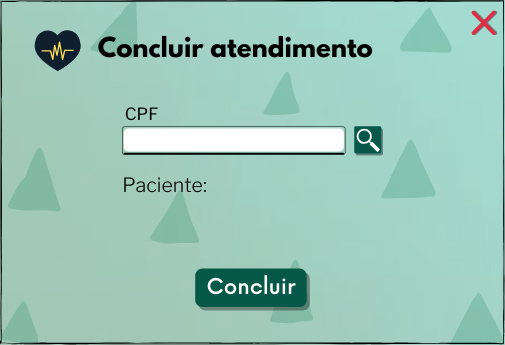 Concluir atendimento
CPF
Paciente:
Concluir